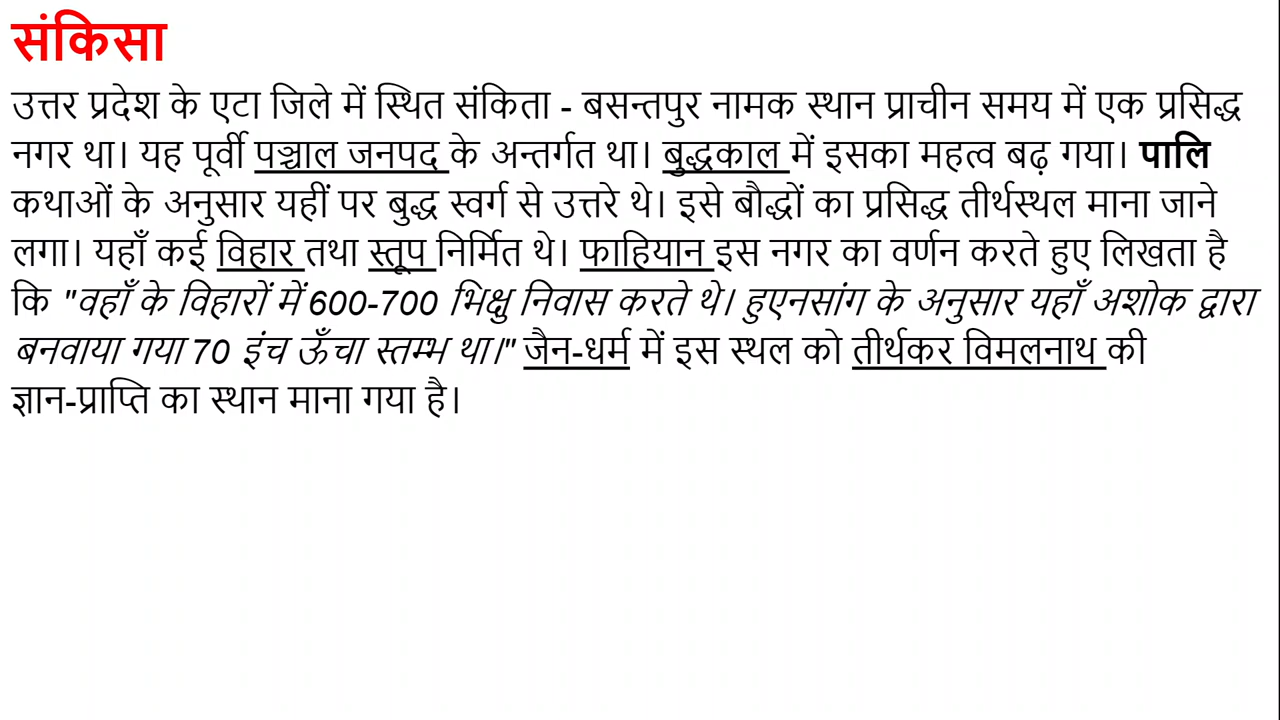 संकिसा
उत्तर प्रदेश के एटा जिले में स्थित संकिता - बसन्तपुर नामक स्थान प्राचीन समय में एक प्रसिद्ध
नगर था। यह पूर्वी पञ्चाल जनपद के अन्तर्गत था। बुद्धकाल में इसका महत्व बढ़ गया। पालि
कथाओं के अनुसार यहीं पर बुद्ध स्वर्ग से उत्तरे थे। इसे बौद्धों का प्रसिद्ध तीर्थस्थल माना जाने
लगा। यहाँ कई विहार तथा स्तूप निर्मित थे। फाहियान इस नगर का वर्णन करते हुए लिखता है
कि "वहाँ के विहारों में 600-700 भिक्षु निवास करते थे। हुएनसांग के अनुसार यहाँ अशोक द्वारा
बनवाया गया 70 इंच ऊँचा स्तम्भ था।" जैन-धर्म में इस स्थल को तीर्थकर विमलनाथ की
ज्ञान-प्राप्ति का स्थान माना गया है।